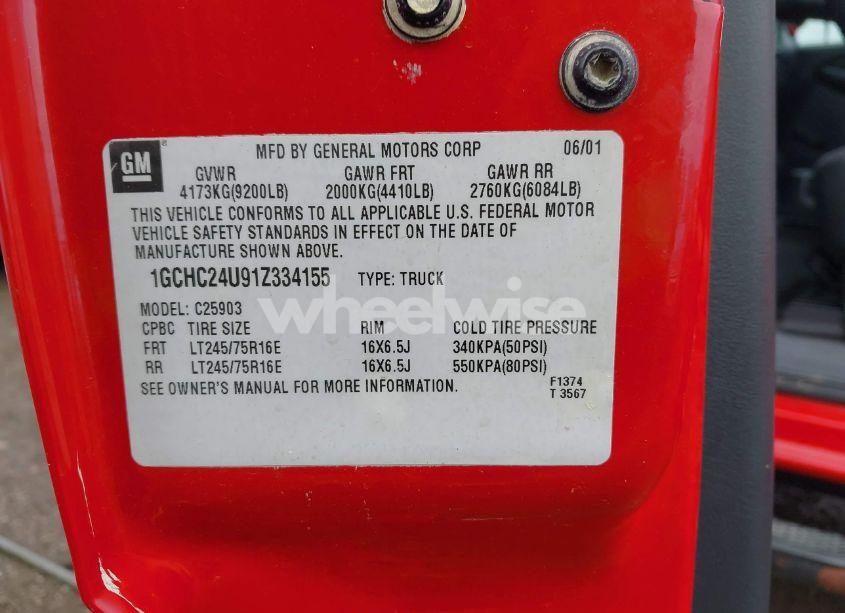 GM
MFD BY GENERAL MOTORS CORP 06/01
GVWR GAWR FRT GAWR RR
4173KG(9200LB) 2000KG(4410LB) 2760KG(6084LB)
THIS VEHICLE CONFORMS TO ALL APPLICABLE U.S. FEDERAL MOTOR
VEHICLE SAFETY STANDARDS IN EFFECT ON THE DATE OF
MANUFACTURE SHOWN ABOVE.
1GCHC24U91Z334155 TYPE: TRUCK
wheelwise
MODEL: C25903
CPBC TIRE SIZE RIM COLD TIRE PRESSURE
FRT LT245/75R16E 16X6.5J 340KPA(50PSI)
RR LT245/75R16E 16X6.5J 550KPA(80PSI)
SEE OWNER'S MANUAL FOR MORE INFORMATION. F1374
T 3567